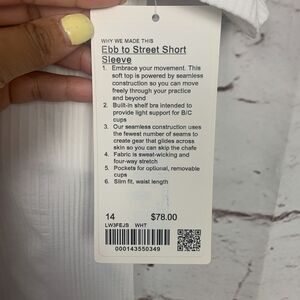 WHY WE MADE THIS
Ebb to Street Short
Sleeve
1. Embrace your movement. This
soft top is powered by seamless
construction so you can move
freely through your practice
and beyond
2. Built-in shelf bra intended to
provide light support for B/C
cups
3. Our seamless construction uses
the fewest number of seams to
create gear that glides across
skin so you can skip the chafe
4. Fabric is sweat-wicking and
four-way stretch
5. Pockets for optional, removable
cups
6. Slim fit, waist length
14 $78.00
LW3FEJS WHT
000143550349